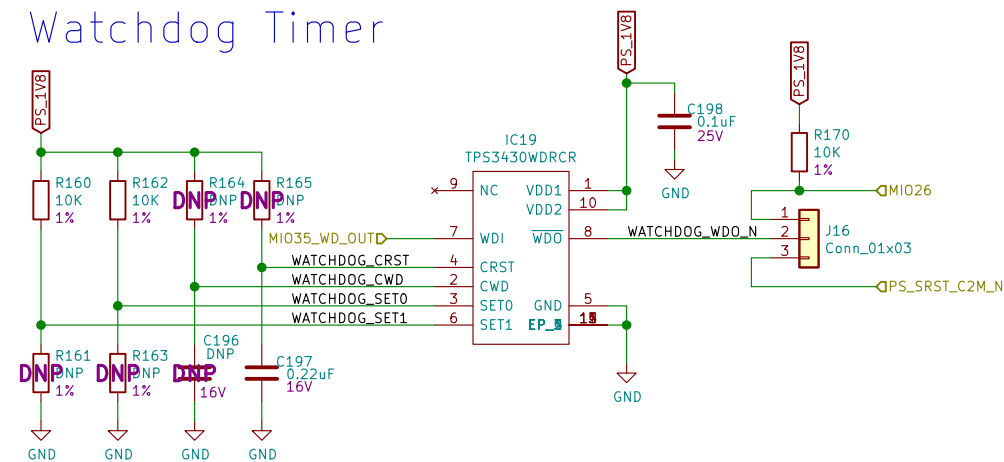 Watchdog Timer
PS_1V8
PS_1V8
PS_1V8
C198
0.1uF
25V
GND
R170
10K
1%
IC19
TPS3430WDRCR
R160
10K
1%
R162
10K
1%
R164
DNP
DNP
1%
R165
DNP
DNP
1%
9 NC
VDD1 1
VDD2 10
MIO26
MIO35_WD_OUT
7 WDI
WDO 8
WATCHDOG_WDO_N
1
2
3
J16
Conn_01x03
WATCHDOG_CRST
4 CRST
WATCHDOG_CWD
2 CWD
PS_SRST_C2M_N
WATCHDOG_SET0
3 SET0
GND 5
WATCHDOG_SET1
6 SET1
R161
DNP
DNP
1%
R163
DNP
DNP
1%
C196
DNP
DNP
16V
C197
0.22uF
16V
GND
GND
GND
GND
GND